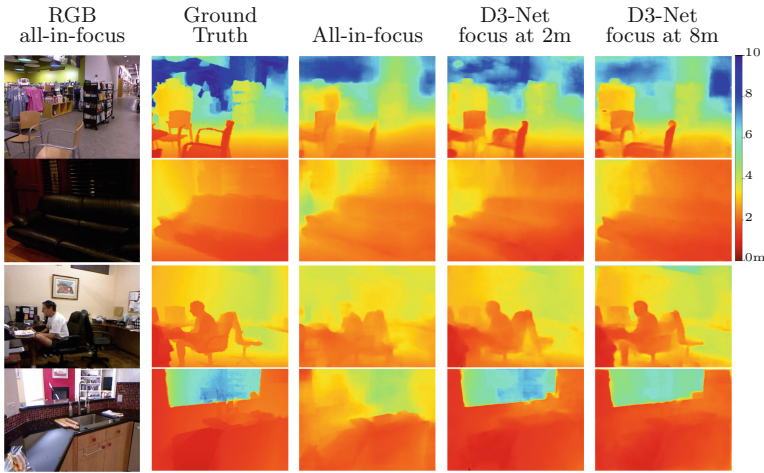 RGB
all-in-focus
Ground
Truth
All-in-focus
D3-Net
focus at 2m
D3-Net
focus at 8m
10
8
6
4
2
0m